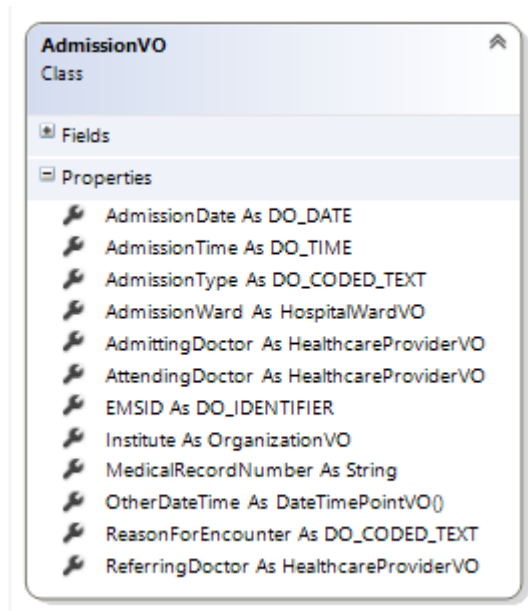 AdmissionVO
Class
Fields
Properties
AdmissionDate As DO_DATE
AdmissionTime As DO_TIME
AdmissionType As DO_CODED_TEXT
AdmissionWard As HospitalWardVO
AdmittingDoctor As HealthcareProviderVO
AttendingDoctor As HealthcareProviderVO
EMSID As DO_IDENTIFIER
Institute As OrganizationVO
MedicalRecordNumber As String
OtherDateTime As DateTimePointVO()
ReasonForEncounter As DO_CODED_TEXT
ReferringDoctor As HealthcareProviderVO